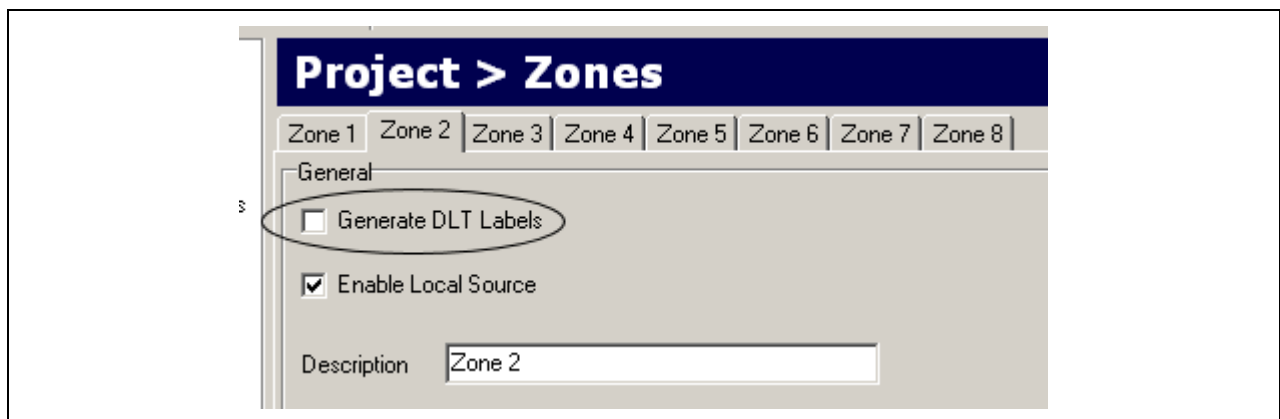 Project > Zones
Zone 1 Zone 2 Zone 3 Zone 4 Zone 5 Zone 6 Zone 7 Zone 8
General
s
Generate DLT Labels
Enable Local Source
Description Zone 2